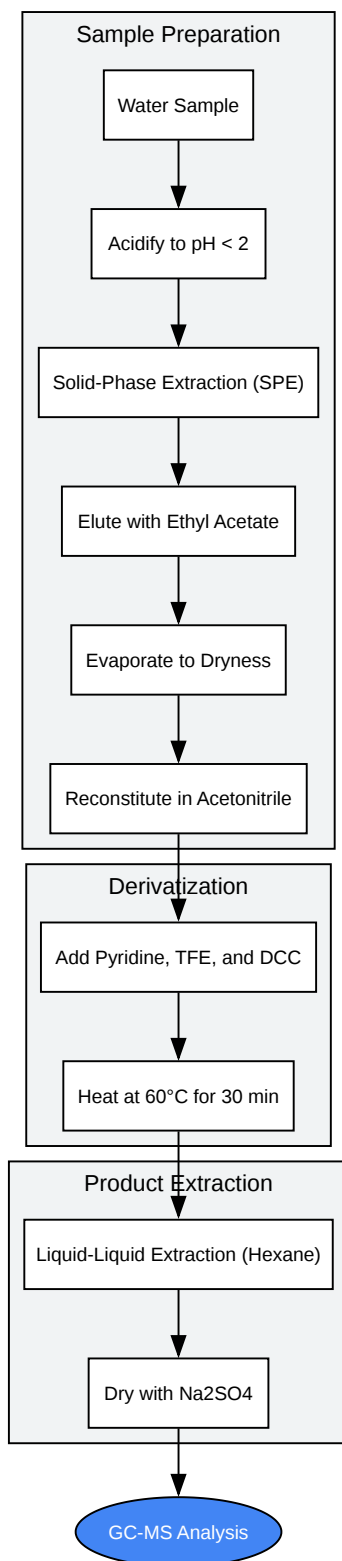 Sample Preparation
Water Sample
Acidify to pH < 2
Solid-Phase Extraction (SPE)
Elute with Ethyl Acetate
Evaporate to Dryness
Reconstitute in Acetonitrile
Derivatization
Add Pyridine, TFE, and DCC
Heat at 60°C for 30 min
Product Extraction
Liquid-Liquid Extraction (Hexane)
Dry with Na2SO4
GC-MS Analysis